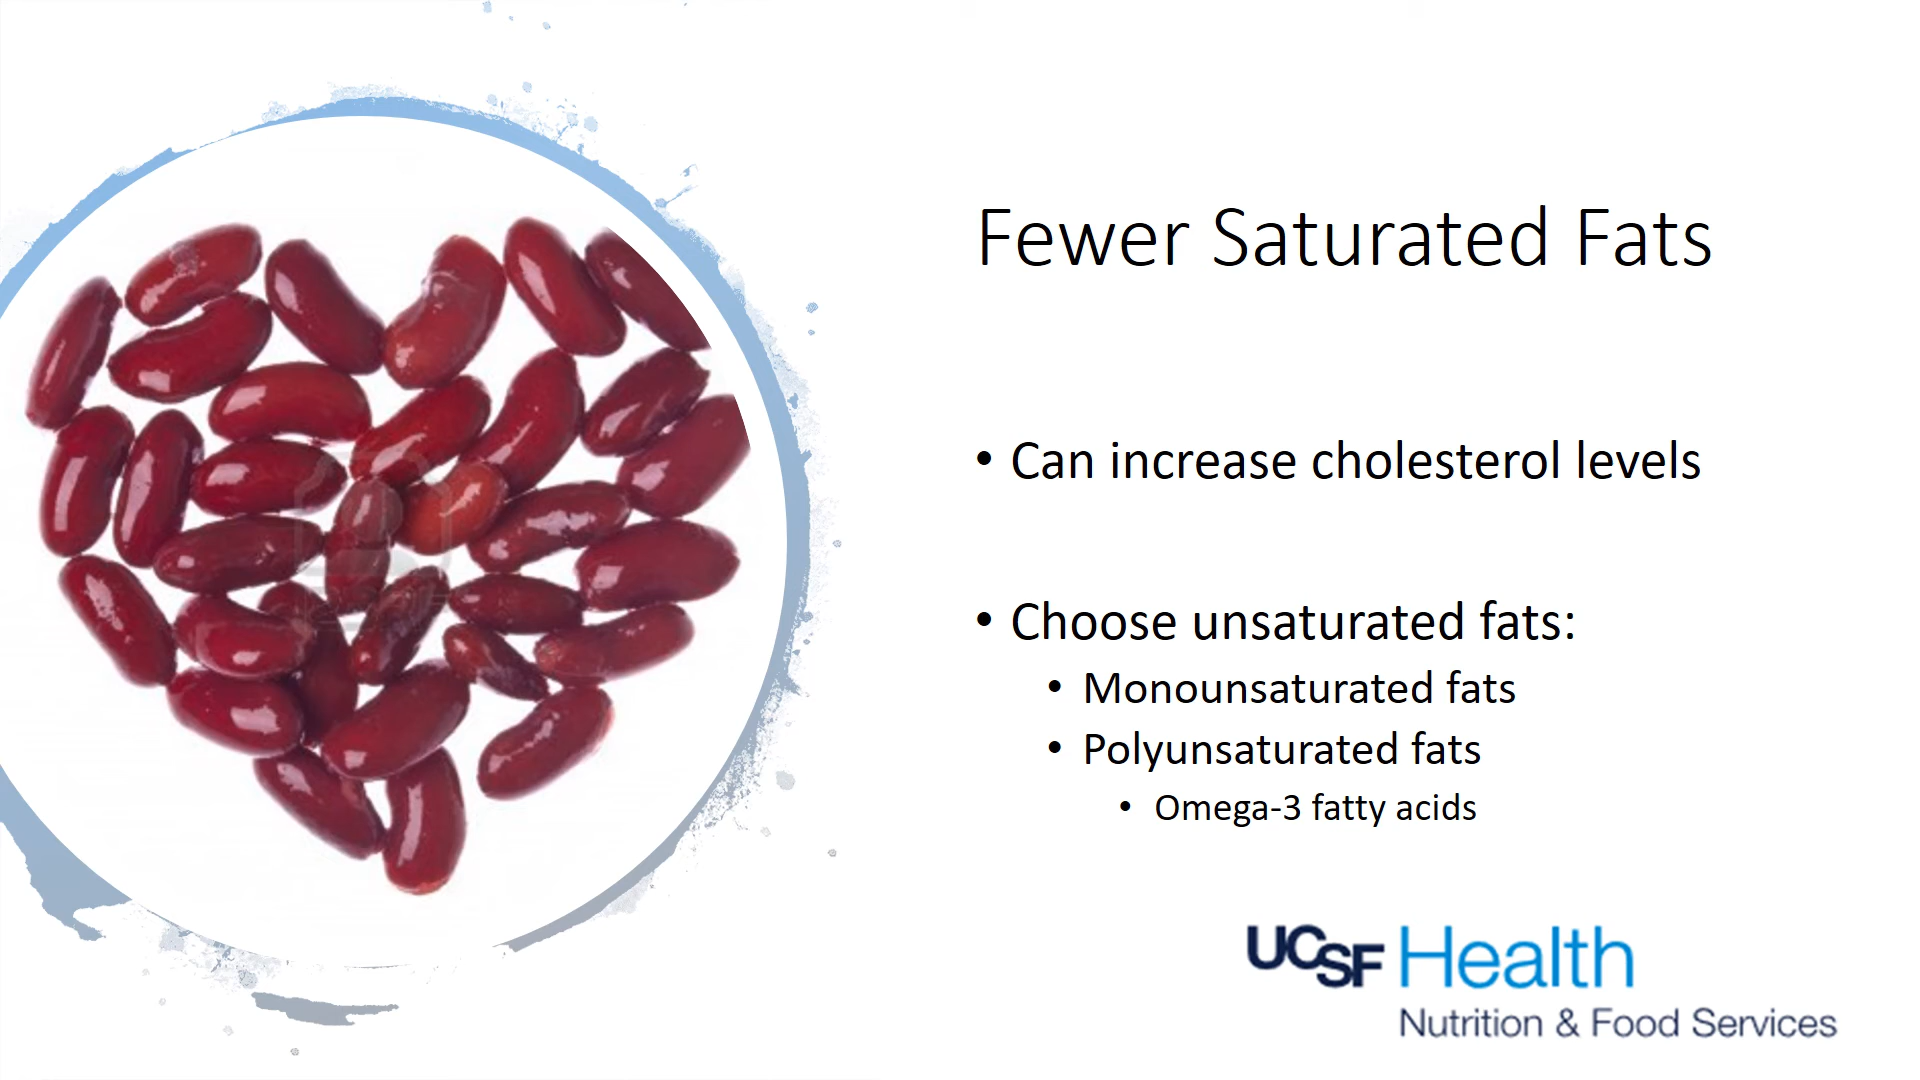 Fewer Saturated Fats
• Can increase cholesterol levels
• Choose unsaturated fats:
• Monounsaturated fats
• Polyunsaturated fats
• Omega-3 fatty acids
UCSF Health
Nutrition & Food Services